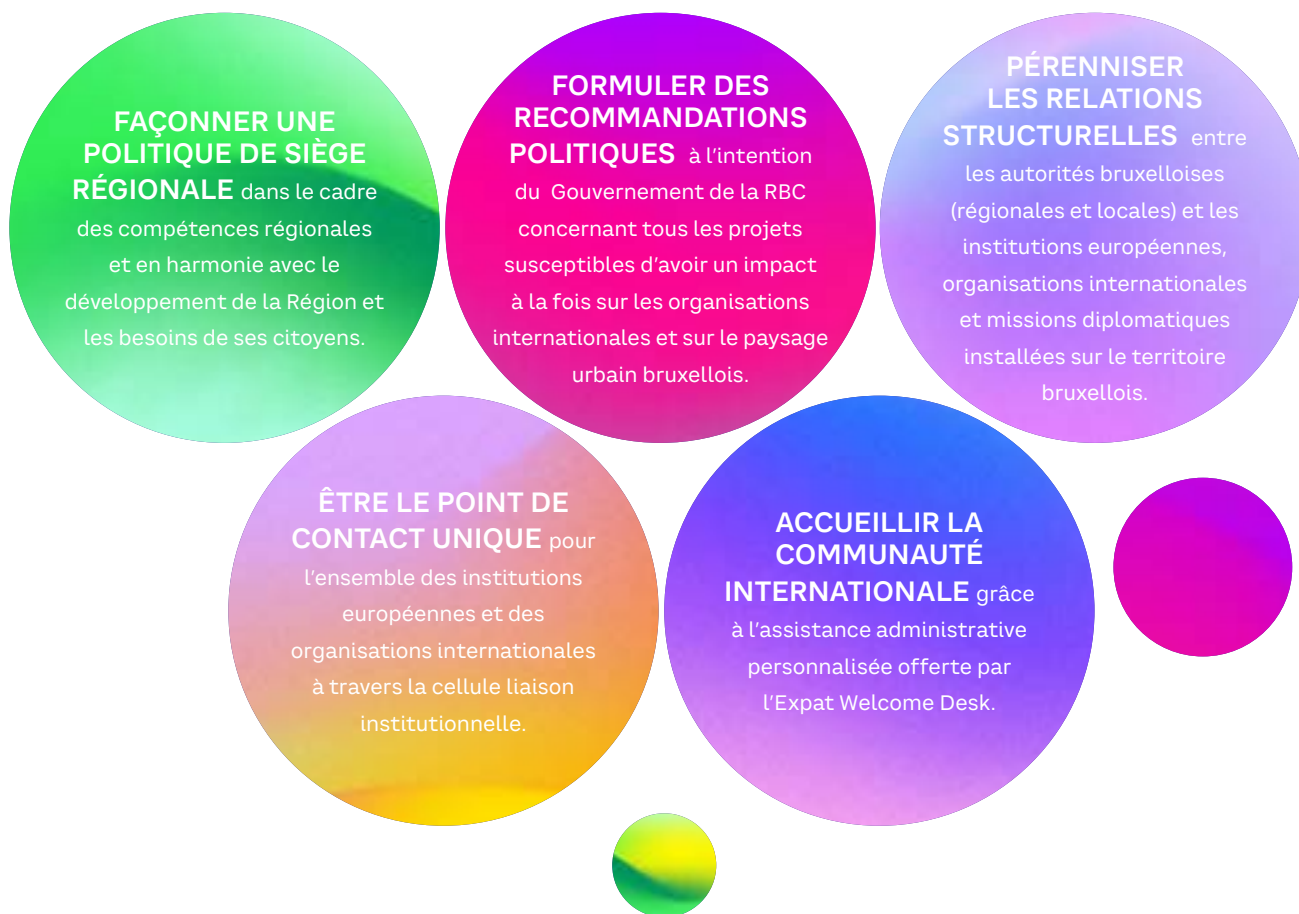 FAÇONNER UNE
POLITIQUE DE SIÈGE
RÉGIONALE dans le cadre
des compétences régionales
et en harmonie avec le
développement de la Région et
les besoins de ses citoyens.
FORMULER DES
RECOMMANDATIONS
POLITIQUES à l'intention
du Gouvernement de la RBC
concernant tous les projets
susceptibles d'avoir un impact
à la fois sur les organisations
internationales et sur le paysage
urbain bruxellois.
PÉRENNISER
LES RELATIONS
STRUCTURELLES entre
les autorités bruxelloises
(régionales et locales) et les
institutions européennes,
organisations internationales
et missions diplomatiques
installées sur le territoire
bruxellois.
ÊTRE LE POINT DE
CONTACT UNIQUE pour
l'ensemble des institutions
européennes et des
organisations internationales
à travers la cellule liaison
institutionnelle.
ACCUEILLIR LA
COMMUNAUTÉ
INTERNATIONALE grâce
à l'assistance administrative
personnalisée offerte par
l'Expat Welcome Desk.